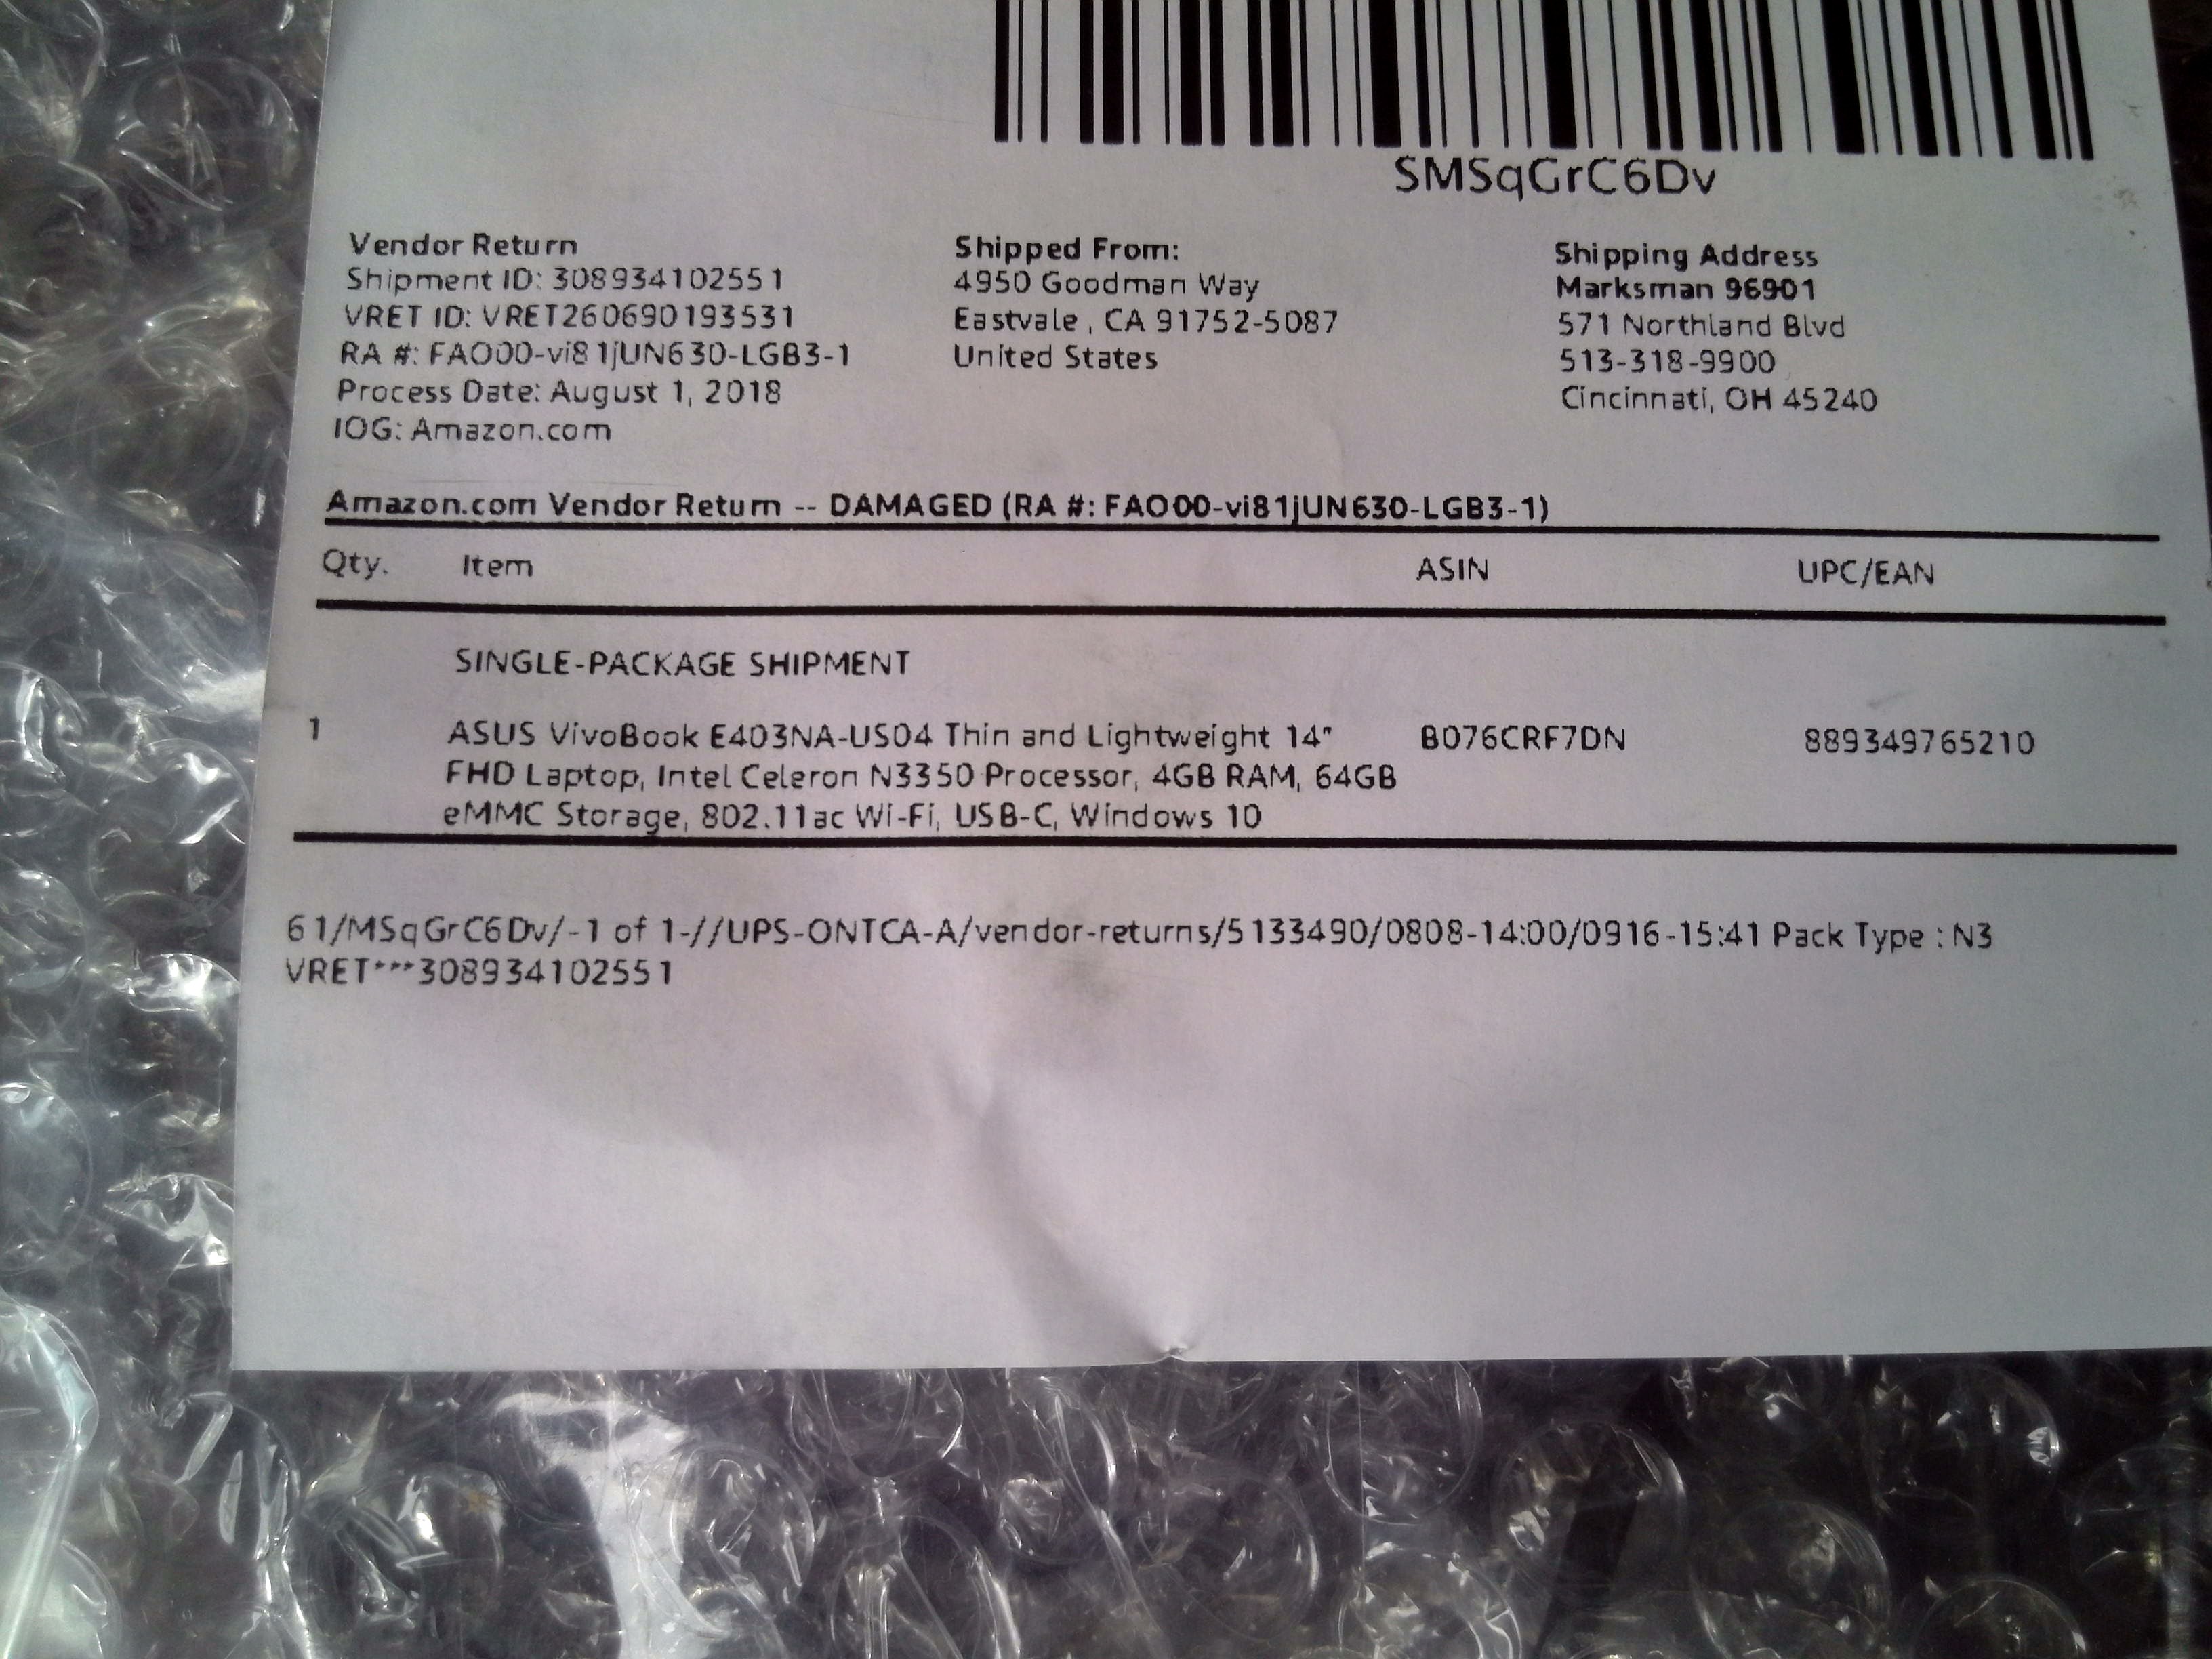 SMSqGrC6Dv
Vendor Return
Shipment ID: 308934102551
VRET ID: VRET260690193531
RA #: FAO00-vi81jUN630-LGB3-1
Process Date: August 1, 2018
IOG: Amazon.com
Shipped From:
4950 Goodman Way
Eastvale , CA 91752-5087
United States
Shipping Address
Marksman 96901
571 Northland Blvd
513-318-9900
Cincinnati, OH 45240
Amazon.com Vendor Return -- DAMAGED (RA #: FAO00-vi81jUN630-LGB3-1)
Qty. Item ASIN UPC/EAN
SINGLE-PACKAGE SHIPMENT
1 ASUS VivoBook E403NA-US04 Thin and Lightweight 14" B076CRF7DN 889349765210
FHD Laptop, Intel Celeron N3350 Processor, 4GB RAM, 64GB
eMMC Storage, 802.11ac Wi-Fi, USB-C, Windows 10
61/MSqGrC6Dv/-1 of 1-//UPS-ONTCA-A/vendor-returns/5133490/0808-14:00/0916-15:41 Pack Type : N3
VRET***308934102551